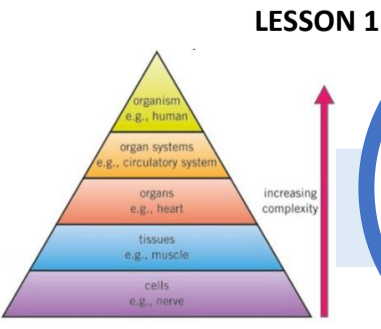 LESSON 1
organism
e.g., human
organ systems
e.g., circulatory system
organs
e.g., heart
increasing
complexity
tissues
e.g., muscle
cells
e.g., nerve